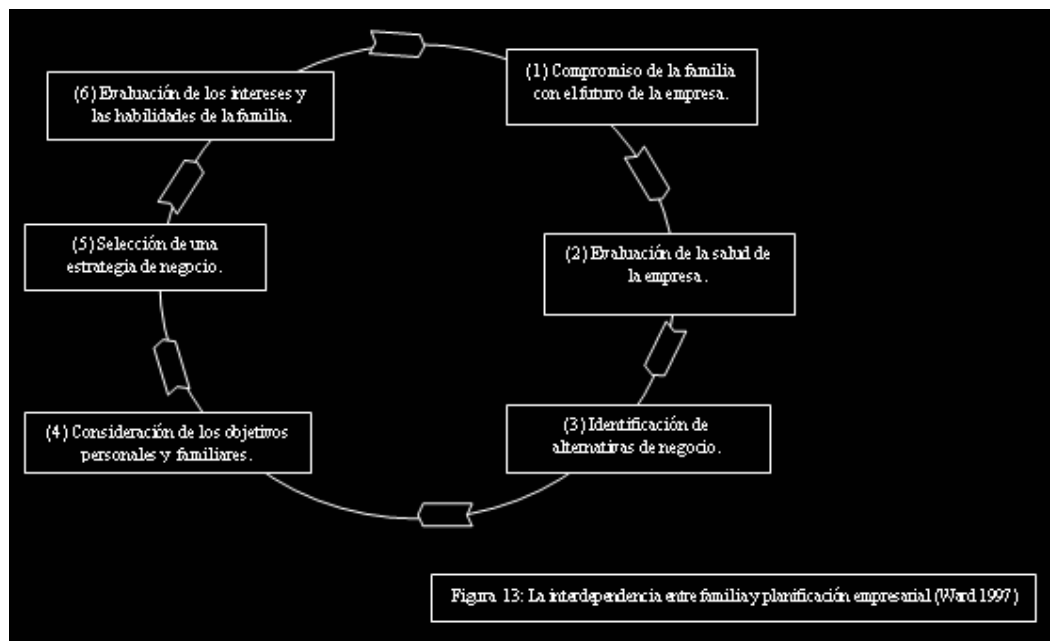 (1) Compromiso de la familia
con el futuro de la empresa.
(2) Evaluación de la salud de
la empresa.
(3) Identificación de
alternativas de negocio.
(4) Consideración de los objetivos
personales y familiares.
(5) Selección de una
estrategia de negocio.
(6) Evaluación de los intereses y
las habilidades de la familia.
Figura 13: La interdependencia entre familia y planificación empresarial (Ward 1997)